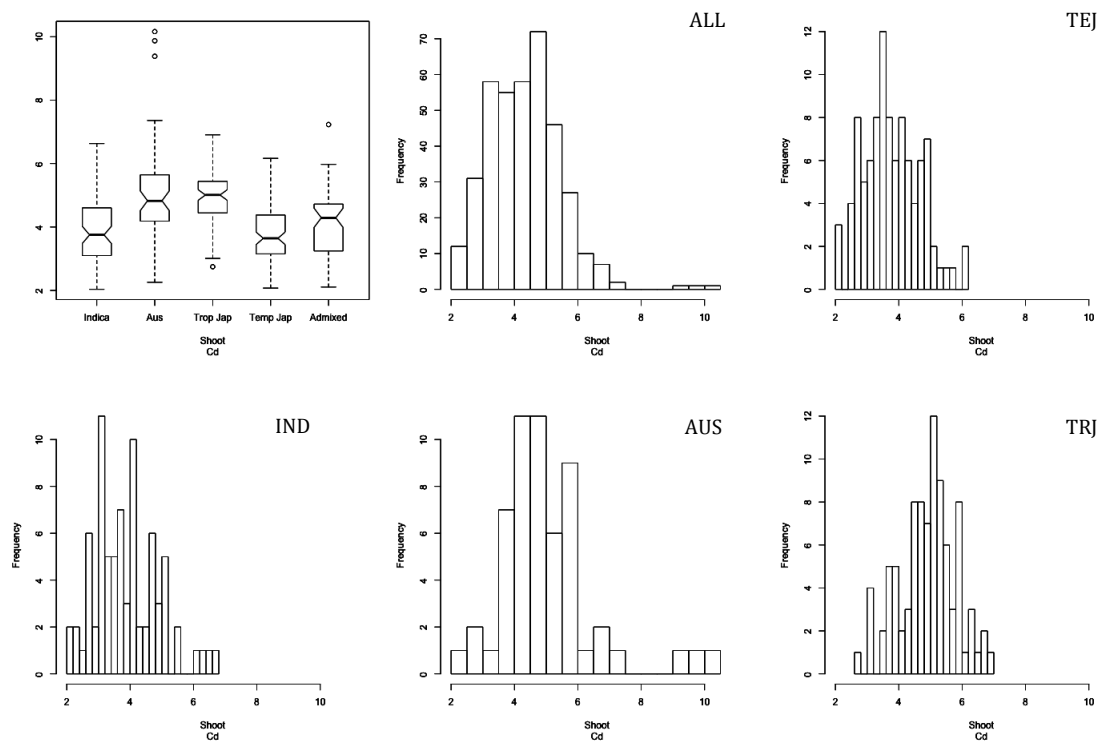 ALL
TEJ
2 4 6 8 10
Indica Aus Trop Jap Temp Jap Admixed
Shoot
Cd
Frequency
0 10 20 30 40 50 60 70
2 4 6 8 10
Shoot
Cd
Frequency
0 2 4 6 8 10 12
2 4 6 8 10
Shoot
Cd
IND
AUS
TRJ
Frequency
0 2 4 6 8 10
2 4 6 8 10
Shoot
Cd
Frequency
0 2 4 6 8 10
2 4 6 8 10
Shoot
Cd
Frequency
0 2 4 6 8 10 12
2 4 6 8 10
Shoot
Cd